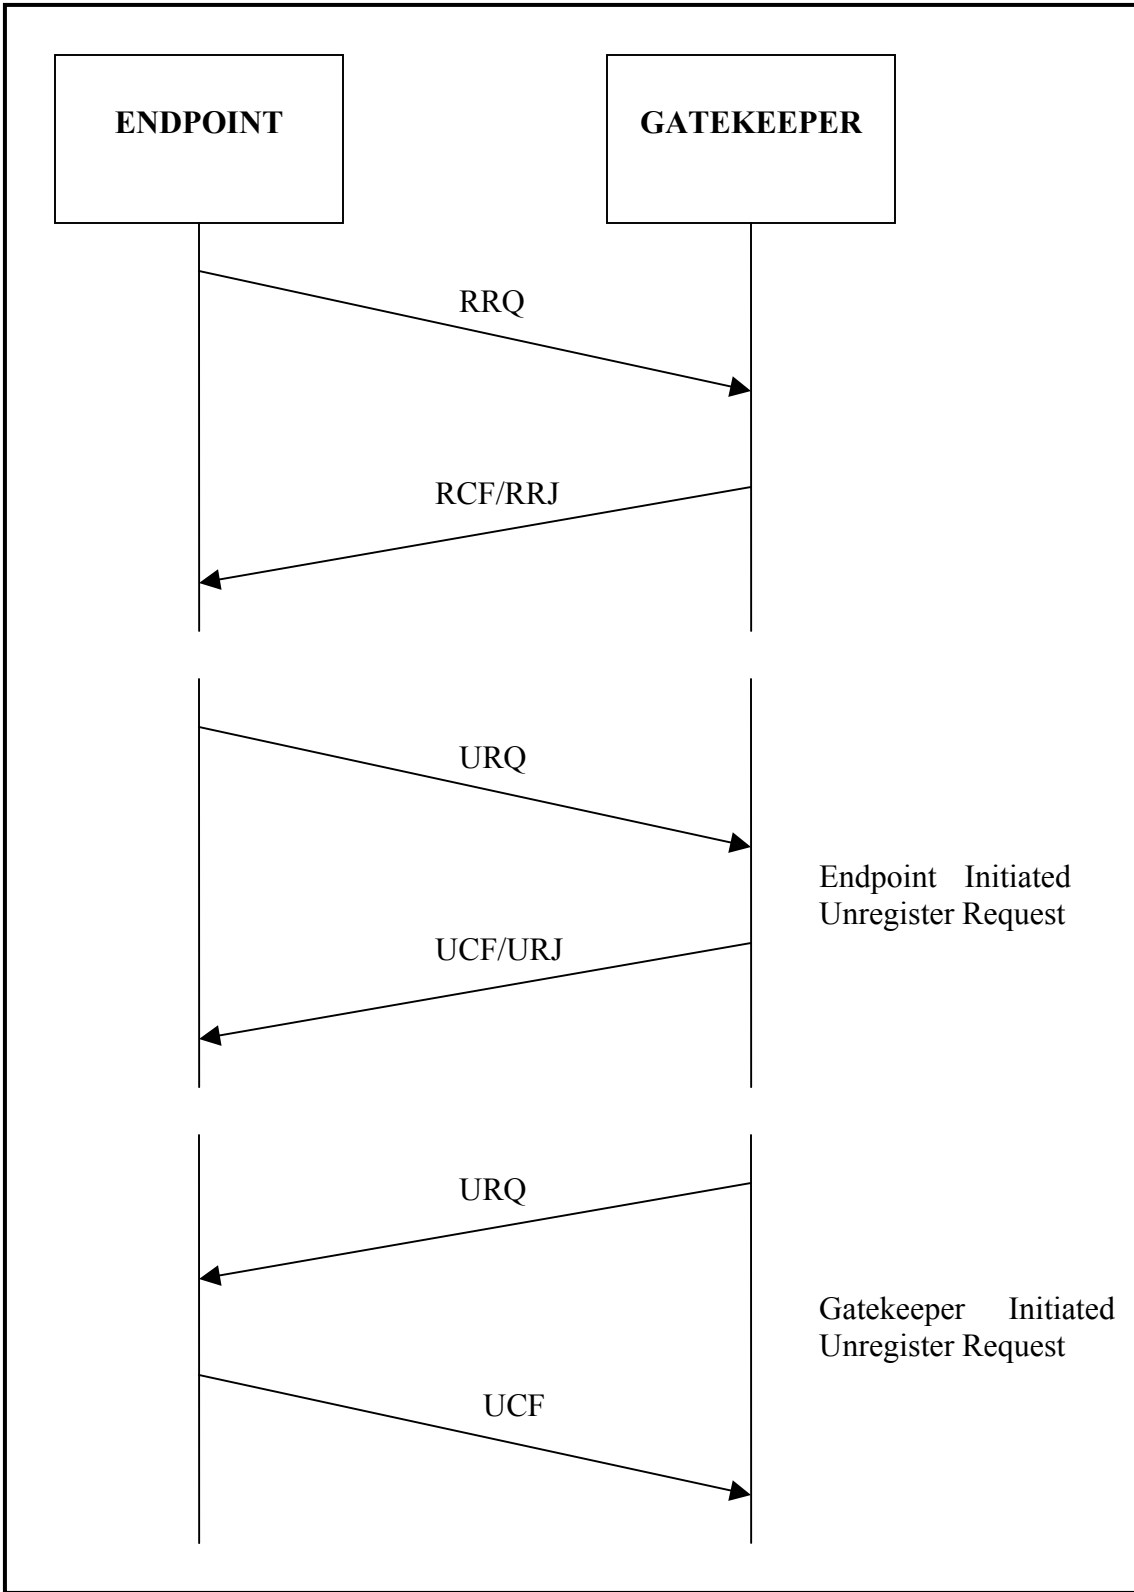 ENDPOINT
GATEKEEPER
RRQ
RCF/RRJ
URQ
Endpoint Initiated
Unregister Request
UCF/URJ
URQ
Gatekeeper Initiated
Unregister Request
UCF